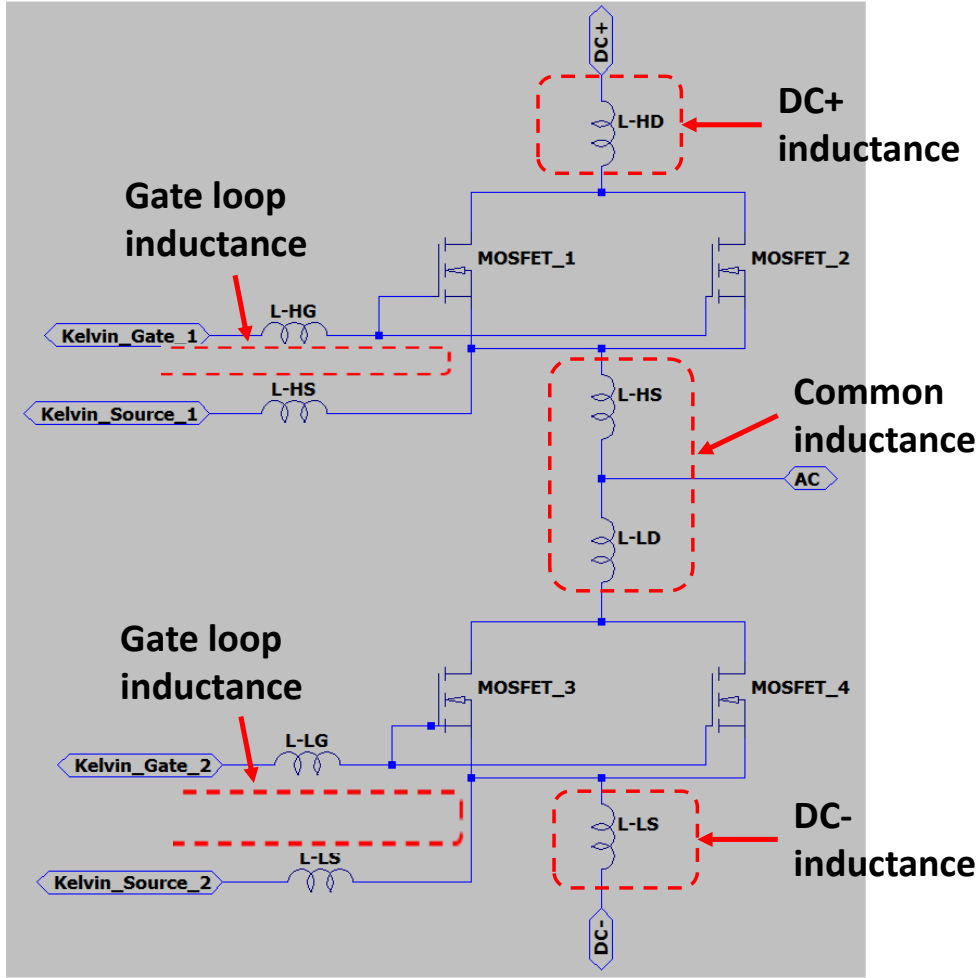 DC+
L-HD
DC+
inductance
Gate loop
inductance
MOSFET_1
MOSFET_2
L-HG
Kelvin_Gate_1
L-HS
Kelvin_Source_1
L-HS
Common
inductance
AC
L-LD
Gate loop
inductance
MOSFET_3
MOSFET_4
L-LG
Kelvin_Gate_2
L-LS
DC-
inductance
L-LS
Kelvin_Source_2
DC-